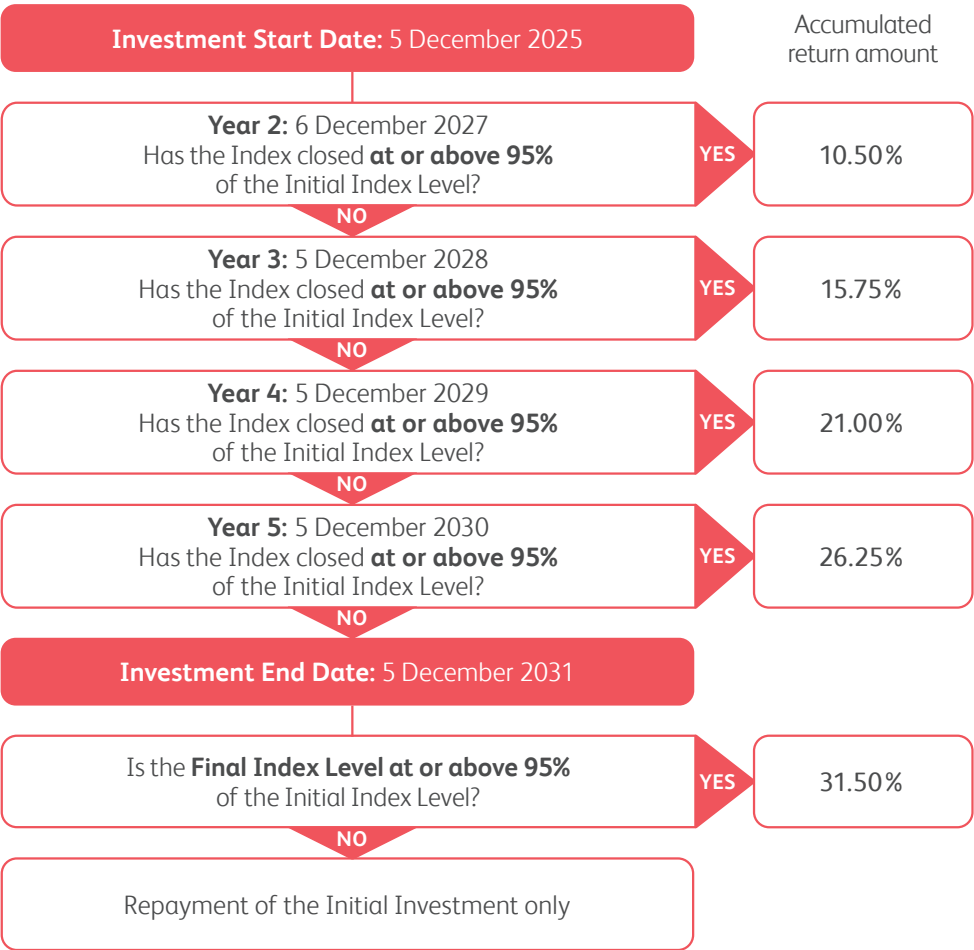 Investment Start Date: 5 December 2025
Accumulated
return amount
Year 2: 6 December 2027
Has the Index closed at or above 95%
of the Initial Index Level?
YES
10.50%
NO
Year 3: 5 December 2028
Has the Index closed at or above 95%
of the Initial Index Level?
YES
15.75%
NO
Year 4: 5 December 2029
Has the Index closed at or above 95%
of the Initial Index Level?
YES
21.00%
NO
Year 5: 5 December 2030
Has the Index closed at or above 95%
of the Initial Index Level?
YES
26.25%
NO
Investment End Date: 5 December 2031
Is the Final Index Level at or above 95%
of the Initial Index Level?
YES
31.50%
NO
Repayment of the Initial Investment only